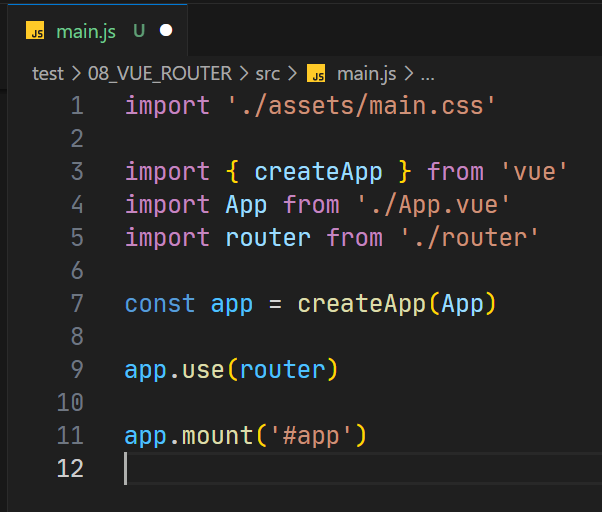 JS main.js U
test > 08_VUE_ROUTER > src > JS main.js > ...
1 import './assets/main.css'
2
3 import { createApp } from 'vue'
4 import App from './App.vue'
5 import router from './router'
6
7 const app = createApp(App)
8
9 app.use(router)
10
11 app.mount('#app')
12